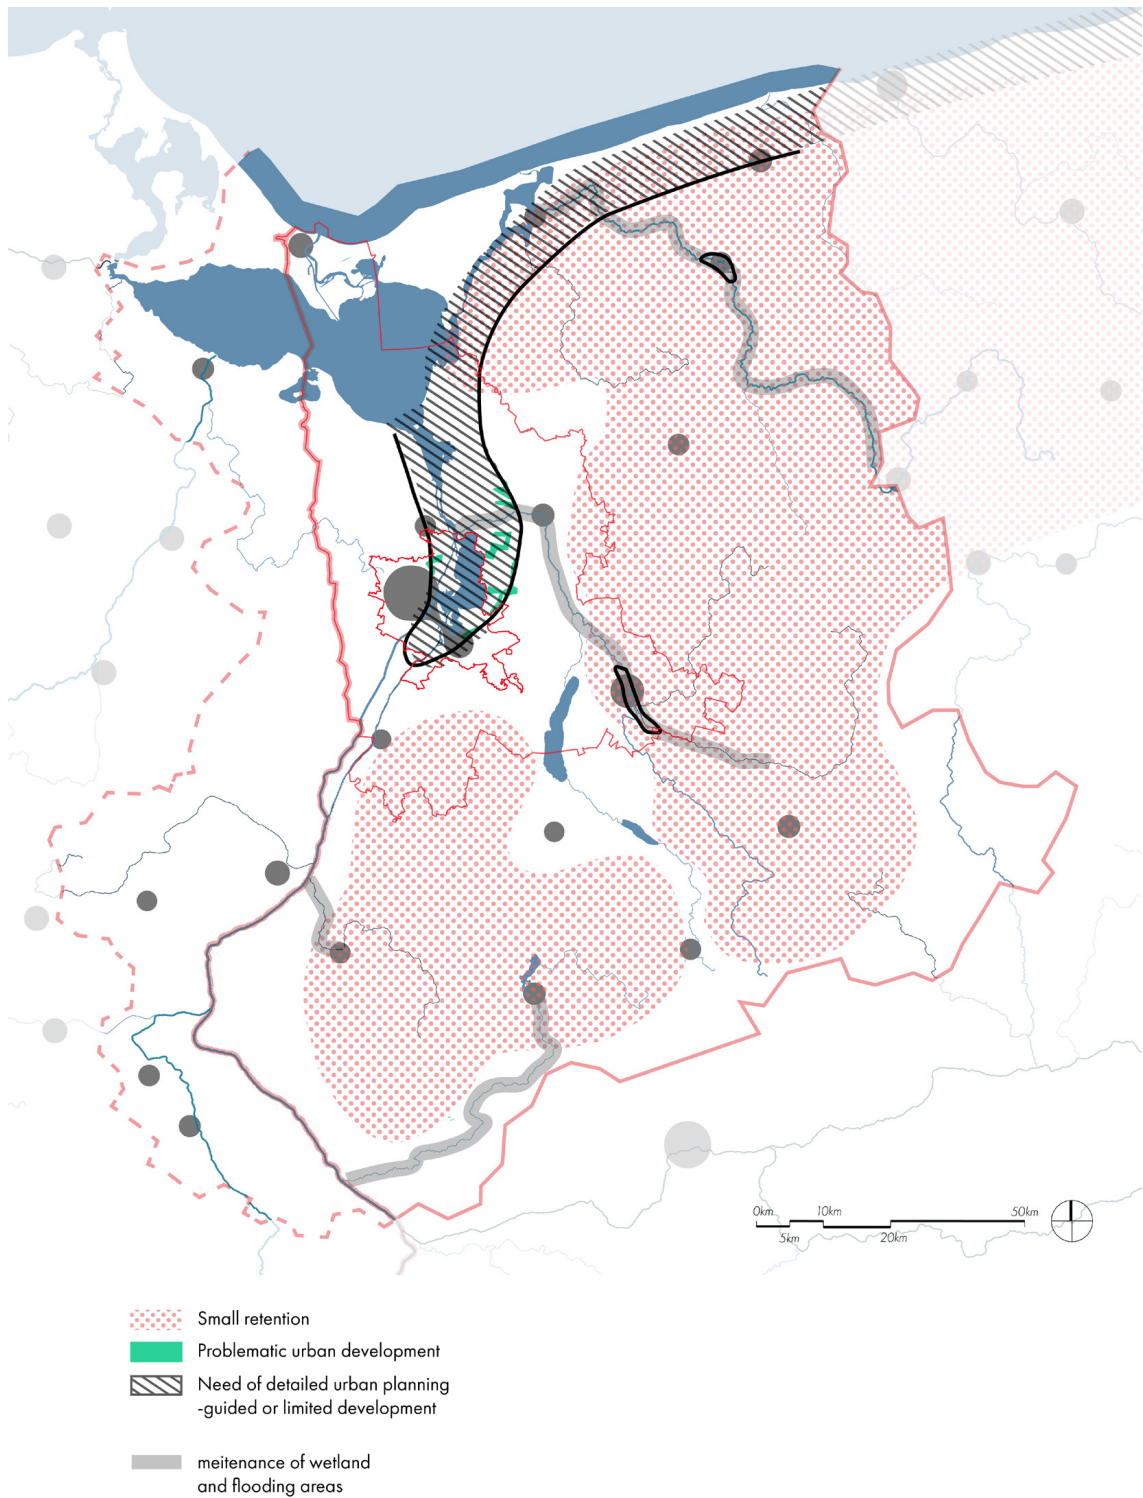 0km 10km 50km
5km 20km
Small retention
Problematic urban development
Need of detailed urban planning
-guided or limited development
meitenance of wetland
and flooding areas